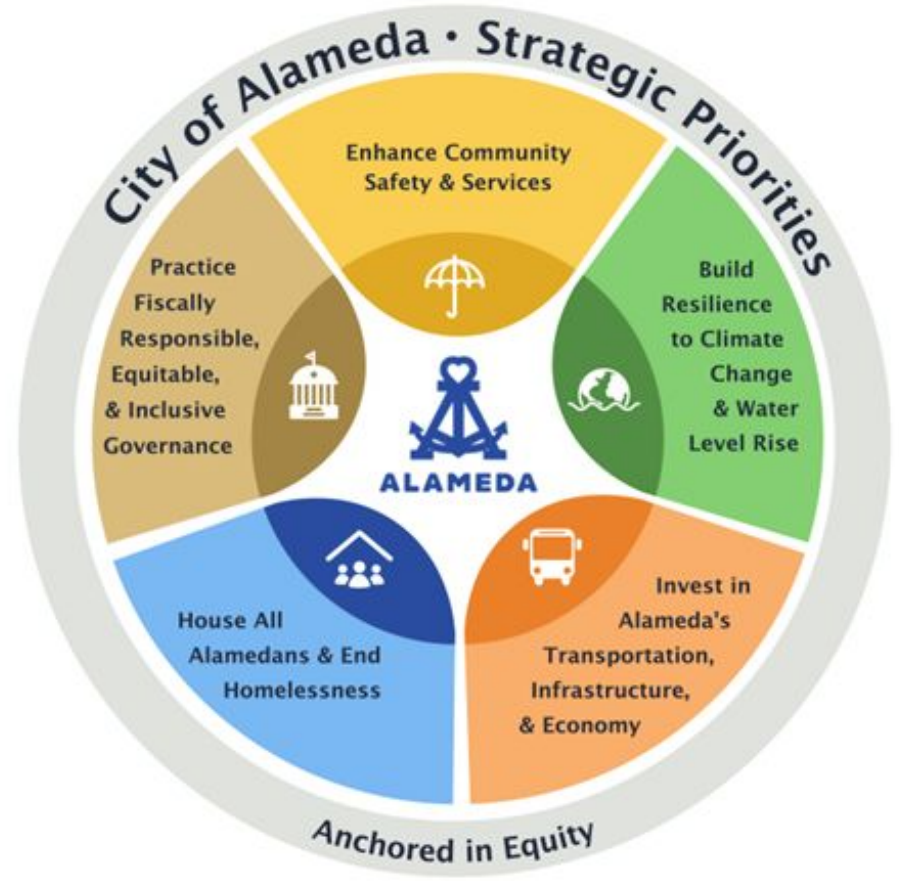 City of Alameda • Strategic Priorities
Enhance Community
Safety & Services
Build
Resilience
to Climate
Change
& Water
Level Rise
Invest in
Alameda's
Transportation,
Infrastructure,
& Economy
House All
Alamedans & End
Homelessness
Practice
Fiscally
Responsible,
Equitable,
& Inclusive
Governance
ALAMEDA
Anchored in Equity